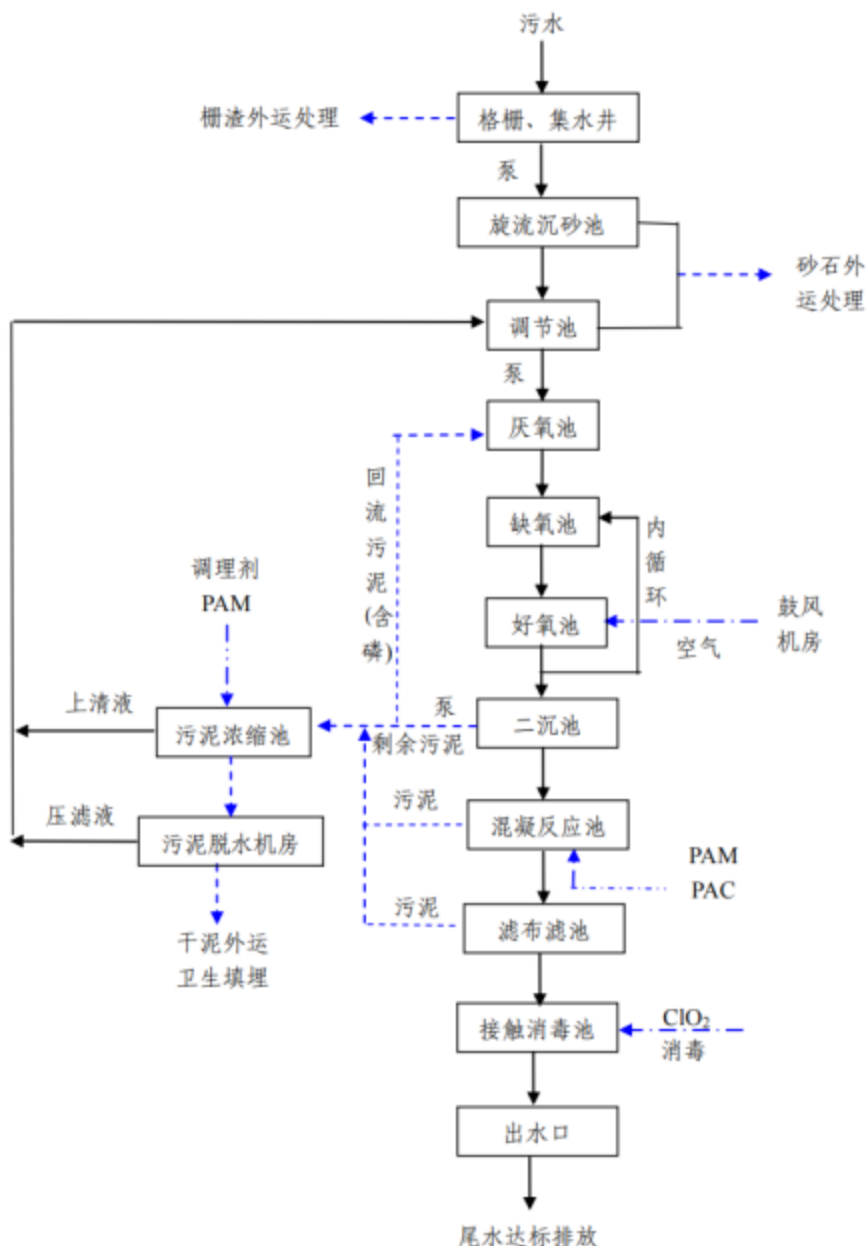 污水
栅渣外运处理
格栅、集水井
泵
旋流沉砂池
砂石外
运处理
调节池
泵
厌氧池
回流污泥(含磷)
缺氧池
内循环
调理剂
PAM
好氧池
空气
鼓风
机房
上清液
污泥浓缩池
泵
剩余污泥
二沉池
压滤液
污泥脱水机房
污泥
混凝反应池
PAM
PAC
干泥外运
卫生填埋
污泥
滤布滤池
接触消毒池
ClO₂
消毒
出水口
尾水达标排放